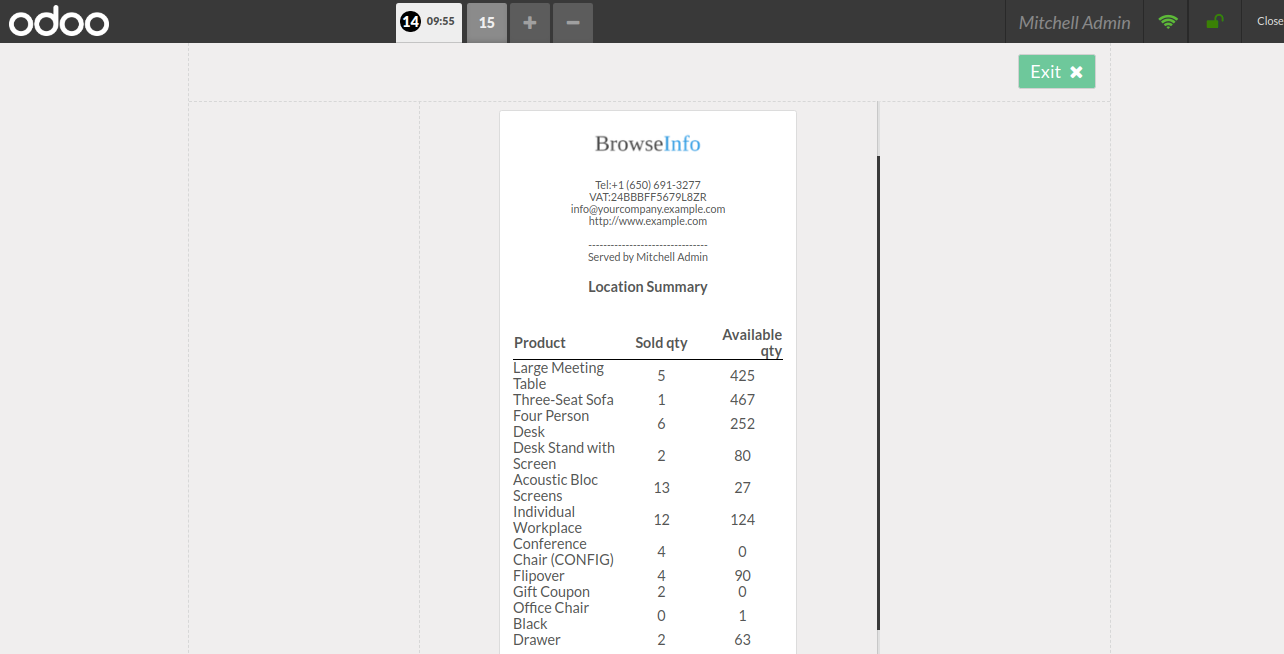 odoo
14 09:55 15 + −
Mitchell Admin
Close
Exit ✖
BrowseInfo
Tel:+1 (650) 691-3277
VAT:24BBBFF5679L8ZR
info@yourcompany.example.com
http://www.example.com
--------------------------------
Served by Mitchell Admin
Location Summary
Product Sold qty Available
qty
Large Meeting
Table 5 425
Three-Seat Sofa 1 467
Four Person
Desk 6 252
Desk Stand with
Screen 2 80
Acoustic Bloc
Screens 13 27
Individual
Workplace 12 124
Conference
Chair (CONFIG) 4 0
Flipover 4 90
Gift Coupon 2 0
Office Chair
Black 0 1
Drawer 2 63